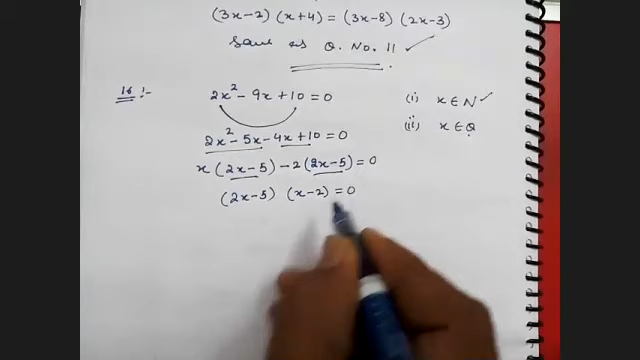 (3x-2) (x+4) = (3x-8) (2x-3)
Same as Q. No. 11
16 :- 2x² - 9x + 10 = 0 (i) x ∈ N ✓
(ii) x ∈ Q
2x² - 5x - 4x + 10 = 0
x (2x-5) - 2 (2x-5) = 0
(2x-5) (x-2) = 0